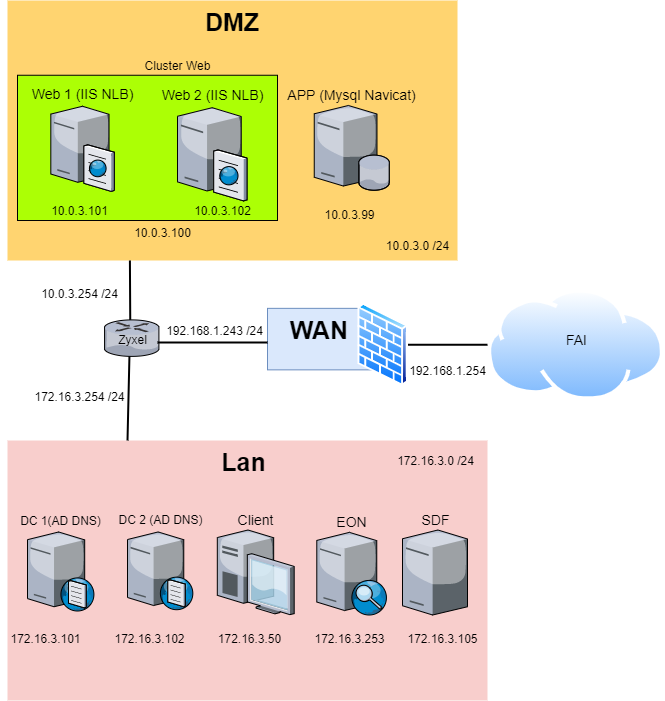 DMZ
Cluster Web
Web 1 (IIS NLB)
Web 2 (IIS NLB)
APP (Mysql Navicat)
10.0.3.101
10.0.3.102
10.0.3.99
10.0.3.100
10.0.3.0 /24
10.0.3.254 /24
Zyxel
192.168.1.243 /24
WAN
192.168.1.254
FAI
172.16.3.254 /24
Lan
172.16.3.0 /24
DC 1(AD DNS)
DC 2 (AD DNS)
Client
EON
SDF
172.16.3.101
172.16.3.102
172.16.3.50
172.16.3.253
172.16.3.105